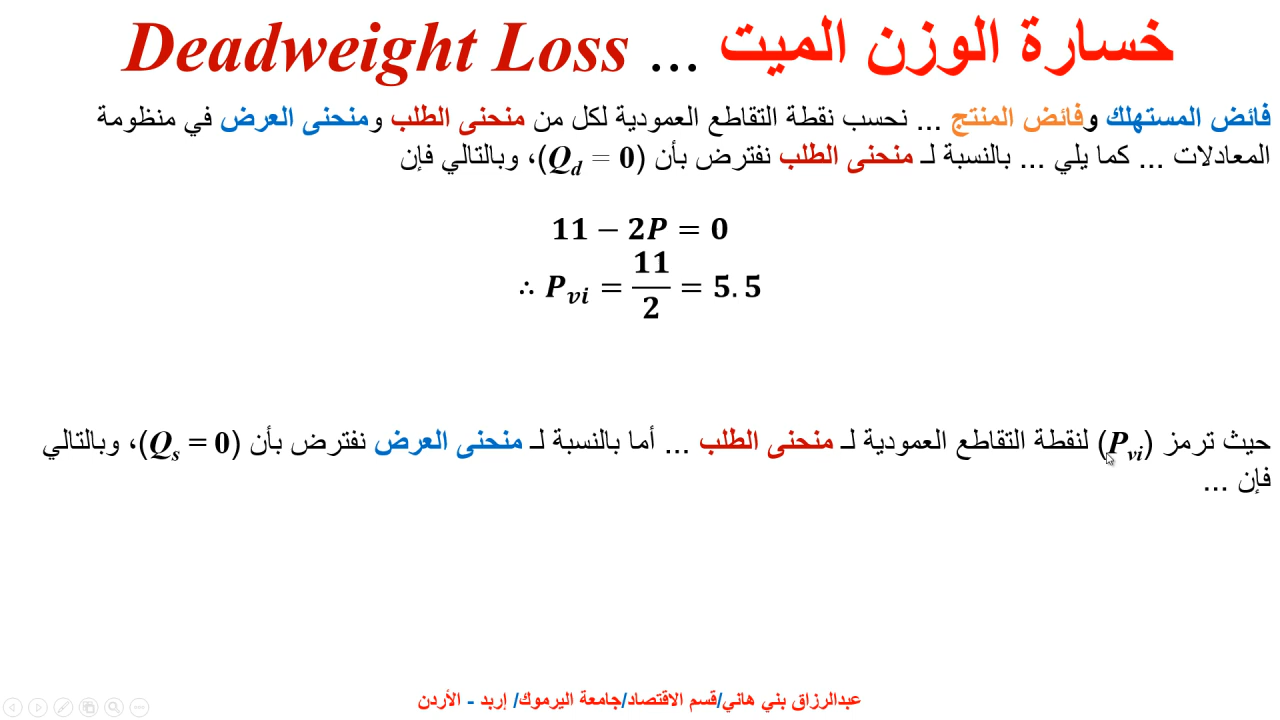 خسارة الوزن الميت ... Deadweight Loss
فائض المستهلك وفائض المنتج ... نحسب نقطة التقاطع العمودية لكل من منحنى الطلب ومنحنى العرض في منظومة
المعادلات ... كما يلي ... بالنسبة لـ منحنى الطلب نفترض بأن (Qd = 0)، وبالتالي فإن
11 − 2P = 0
∴ Pvi = 11/2 = 5.5
حيث ترمز (Pvi) لنقطة التقاطع العمودية لـ منحنى الطلب ... أما بالنسبة لـ منحنى العرض نفترض بأن (Qs = 0)، وبالتالي
فإن ...
عبدالرزاق بني هاني/قسم الاقتصاد/جامعة اليرموك/ إربد - الأردن